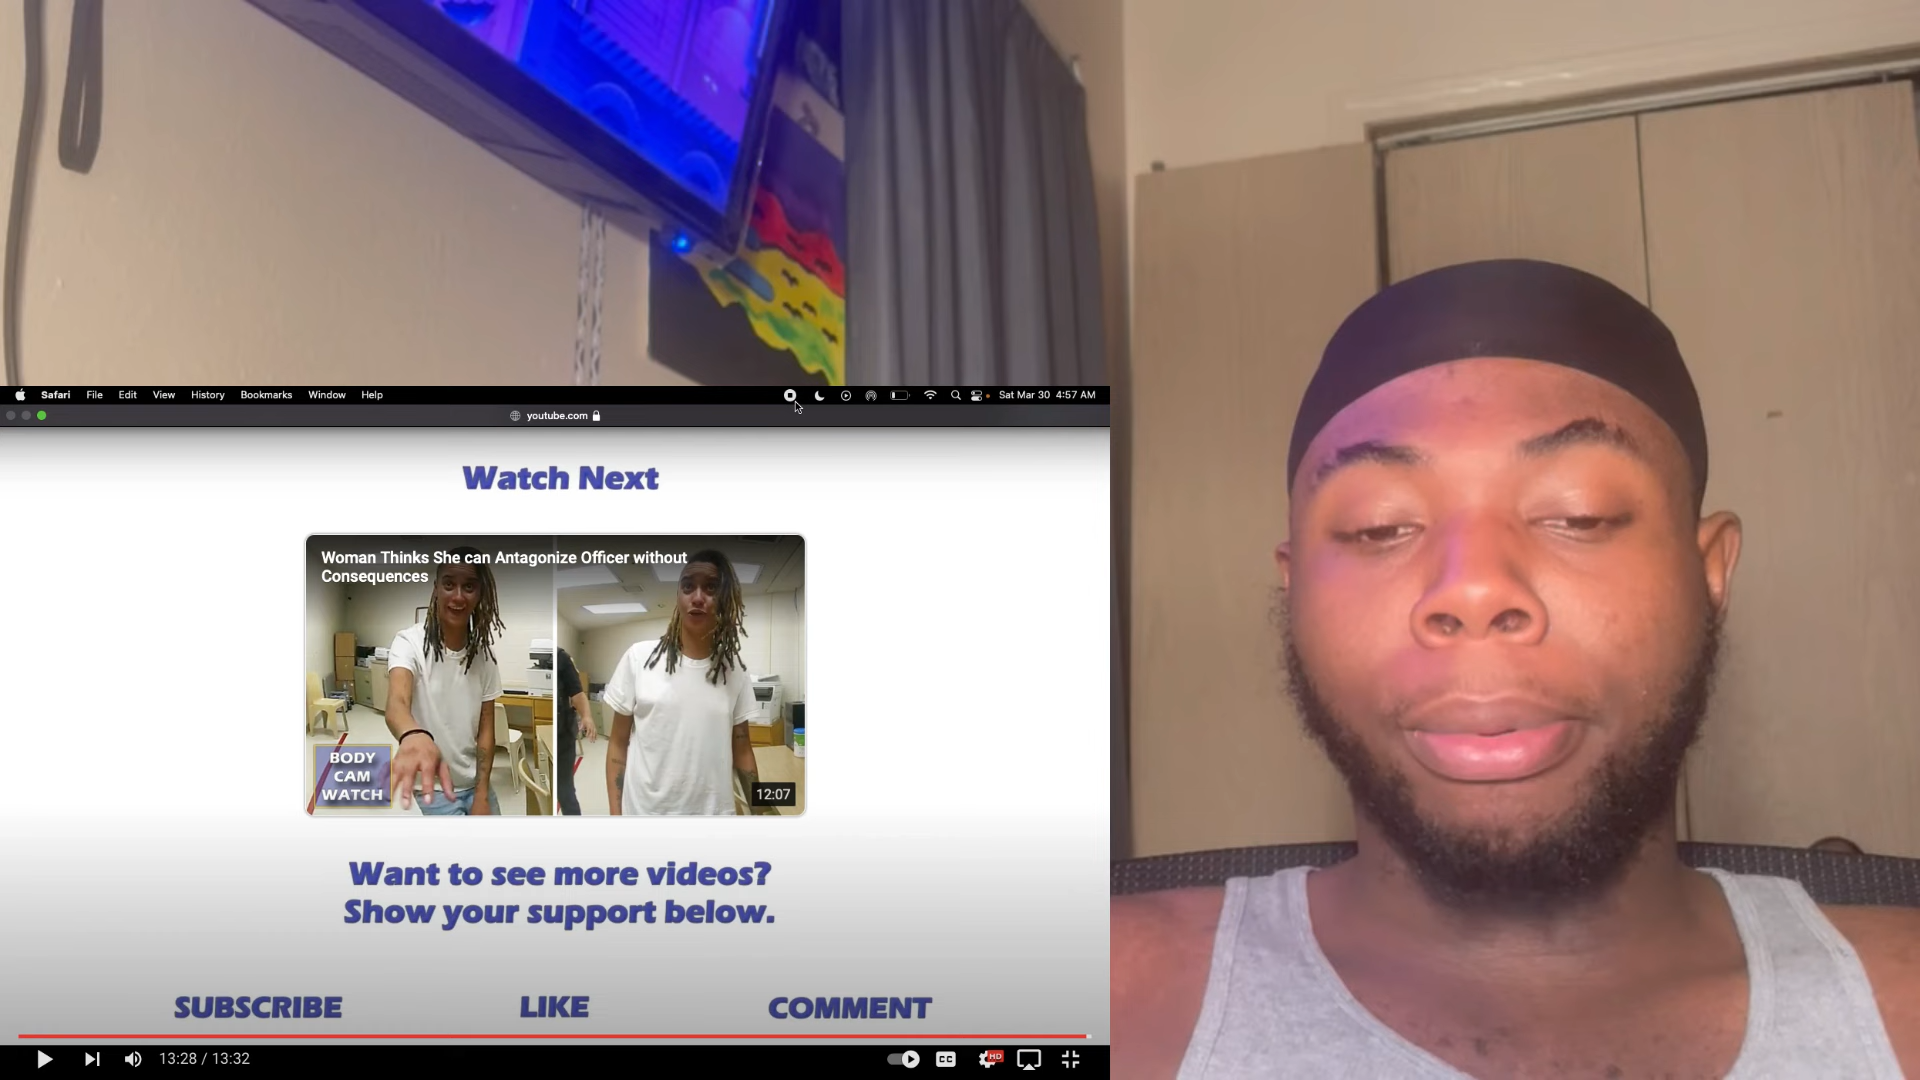 Safari File Edit View History Bookmarks Window Help Sat Mar 30 4:57 AM
youtube.com
Watch Next
Woman Thinks She can Antagonize Officer without
Consequences
BODY
CAM
WATCH
12:07
Want to see more videos?
Show your support below.
SUBSCRIBE LIKE COMMENT
13:28 / 13:32
CC
HD